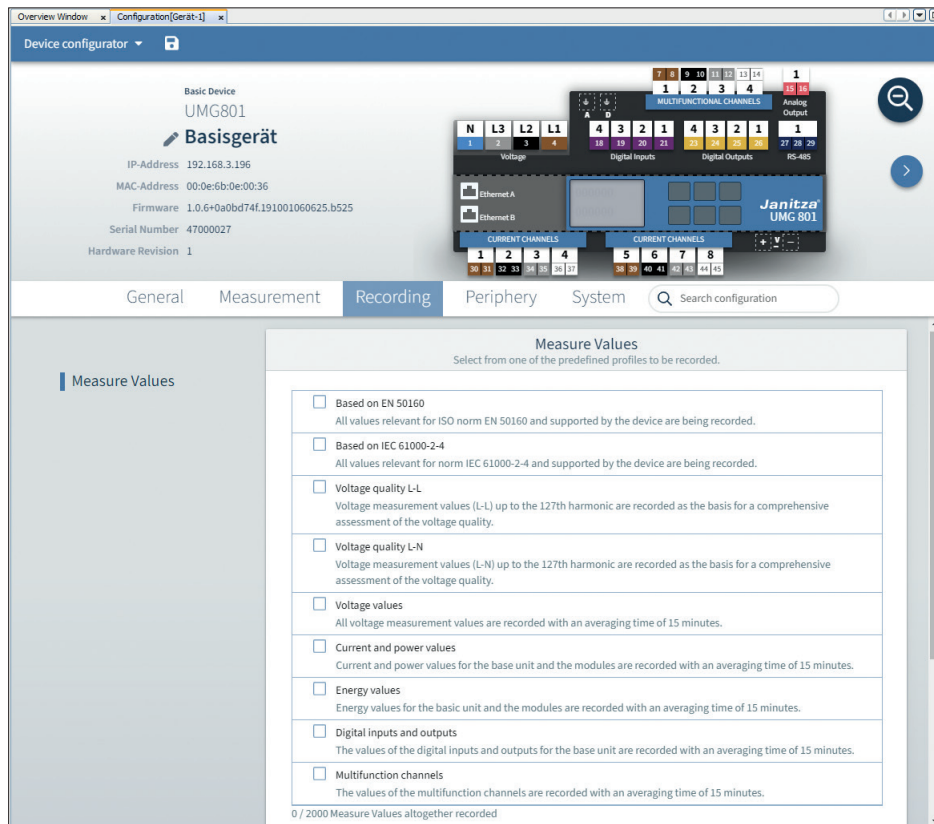 Overview Window x Configuration[Gerät-1] x
Device configurator
Basic Device
UMG801
Basisgerät
IP-Address 192.168.3.196
MAC-Address 00:0e:6b:0e:00:36
Firmware 1.0.6+0a0bd74f.191001060625.b525
Serial Number 47000027
Hardware Revision 1
7 8 9 10 11 12 13 14
1 2 3 4 1
15 16
MULTIFUNCTIONAL CHANNELS
Analog
Output
A D
N L3 L2 L1 4 3 2 1 4 3 2 1 1
1 2 3 4 18 19 20 21 23 24 25 26 27 28 29
Voltage Digital Inputs Digital Outputs RS-485
Ethernet A
Ethernet B
Janitza®
UMG 801
CURRENT CHANNELS CURRENT CHANNELS + V −
1 2 3 4 5 6 7 8
30 31 32 33 34 35 36 37 38 39 40 41 42 43 44 45
General Measurement Recording Periphery System Search configuration
Measure Values
Measure Values
Select from one of the predefined profiles to be recorded.
Based on EN 50160
All values relevant for ISO norm EN 50160 and supported by the device are being recorded.
Based on IEC 61000-2-4
All values relevant for norm IEC 61000-2-4 and supported by the device are being recorded.
Voltage quality L-L
Voltage measurement values (L-L) up to the 127th harmonic are recorded as the basis for a comprehensive
assessment of the voltage quality.
Voltage quality L-N
Voltage measurement values (L-N) up to the 127th harmonic are recorded as the basis for a comprehensive
assessment of the voltage quality.
Voltage values
All voltage measurement values are recorded with an averaging time of 15 minutes.
Current and power values
Current and power values for the base unit and the modules are recorded with an averaging time of 15 minutes.
Energy values
Energy values for the basic unit and the modules are recorded with an averaging time of 15 minutes.
Digital inputs and outputs
The values of the digital inputs and outputs for the base unit are recorded with an averaging time of 15 minutes.
Multifunction channels
The values of the multifunction channels are recorded with an averaging time of 15 minutes.
0 / 2000 Measure Values altogether recorded